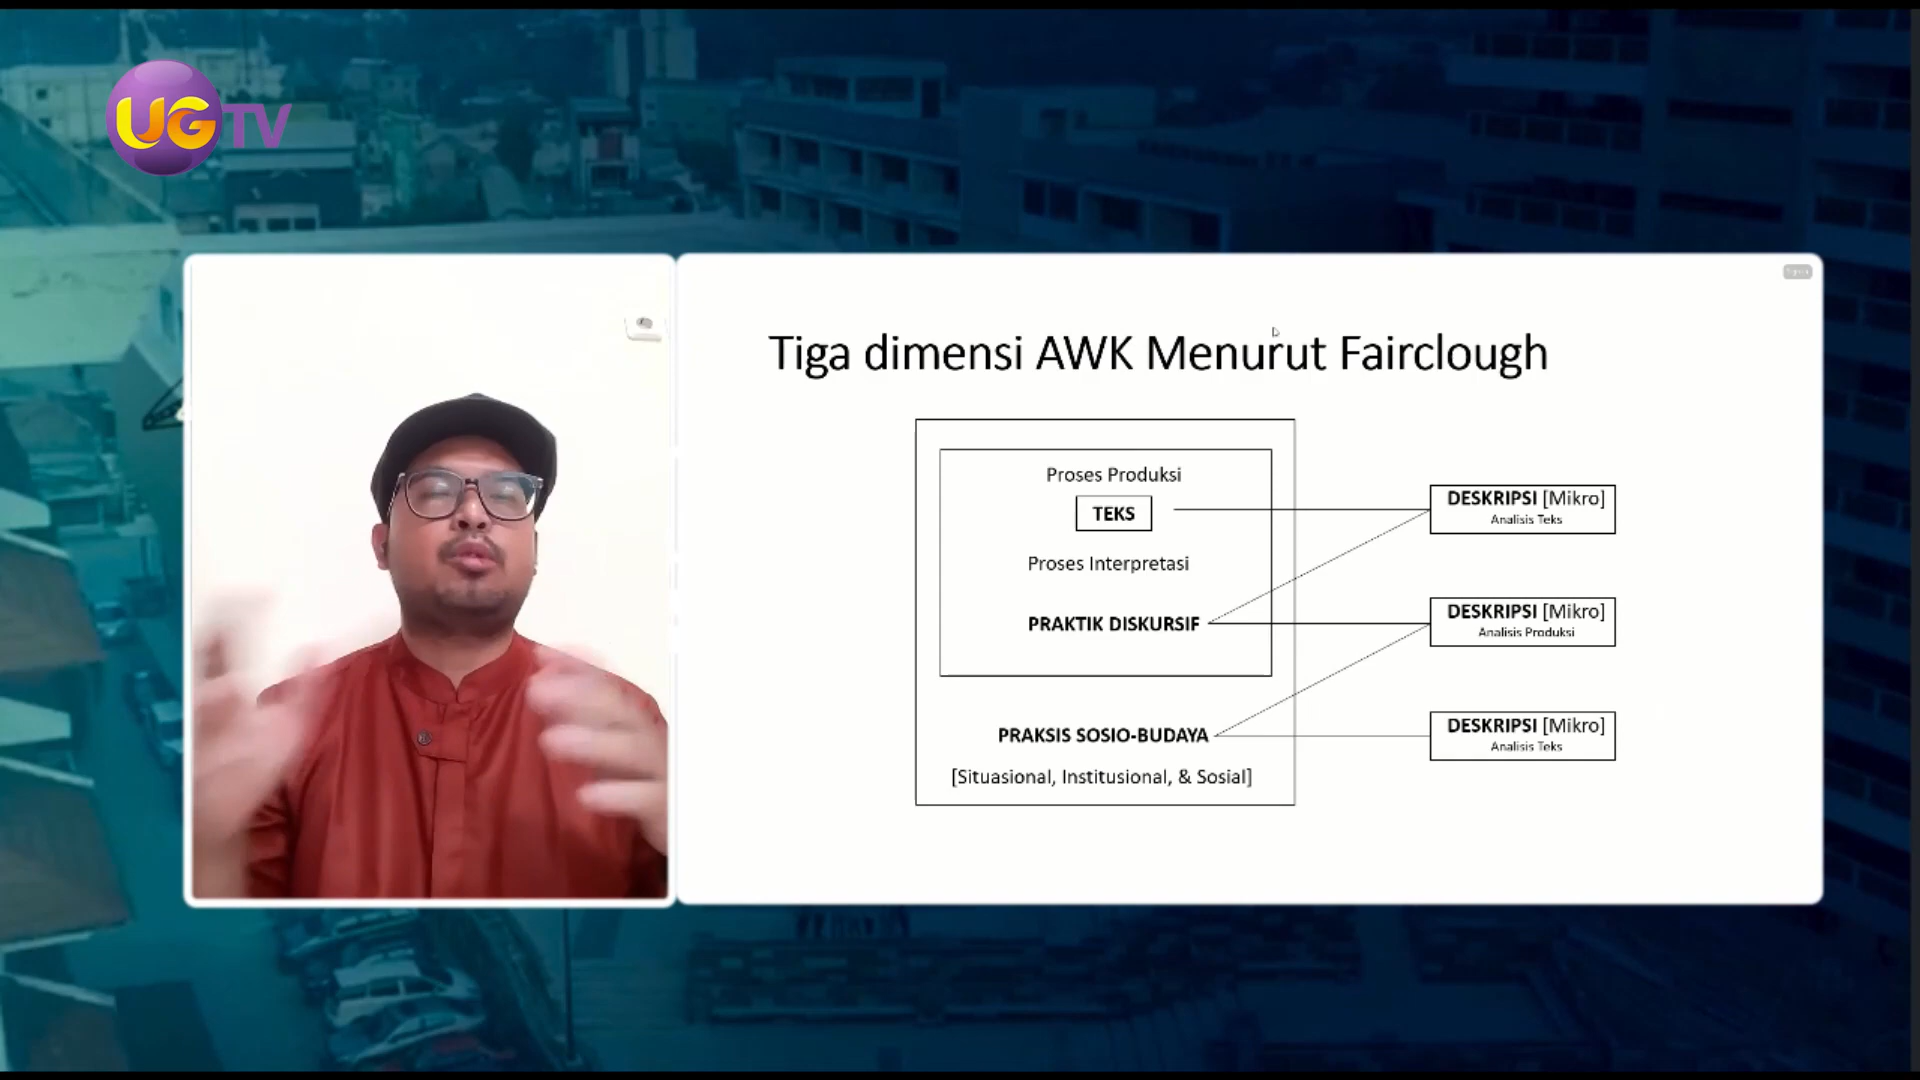 UGTV
Tiga dimensi AWK Menurut Fairclough
Proses Produksi
TEKS
Proses Interpretasi
PRAKTIK DISKURSIF
PRAKSIS SOSIO-BUDAYA
[Situasional, Institusional, & Sosial]
DESKRIPSI [Mikro]
Analisis Teks
DESKRIPSI [Mikro]
Analisis Produksi
DESKRIPSI [Mikro]
Analisis Teks